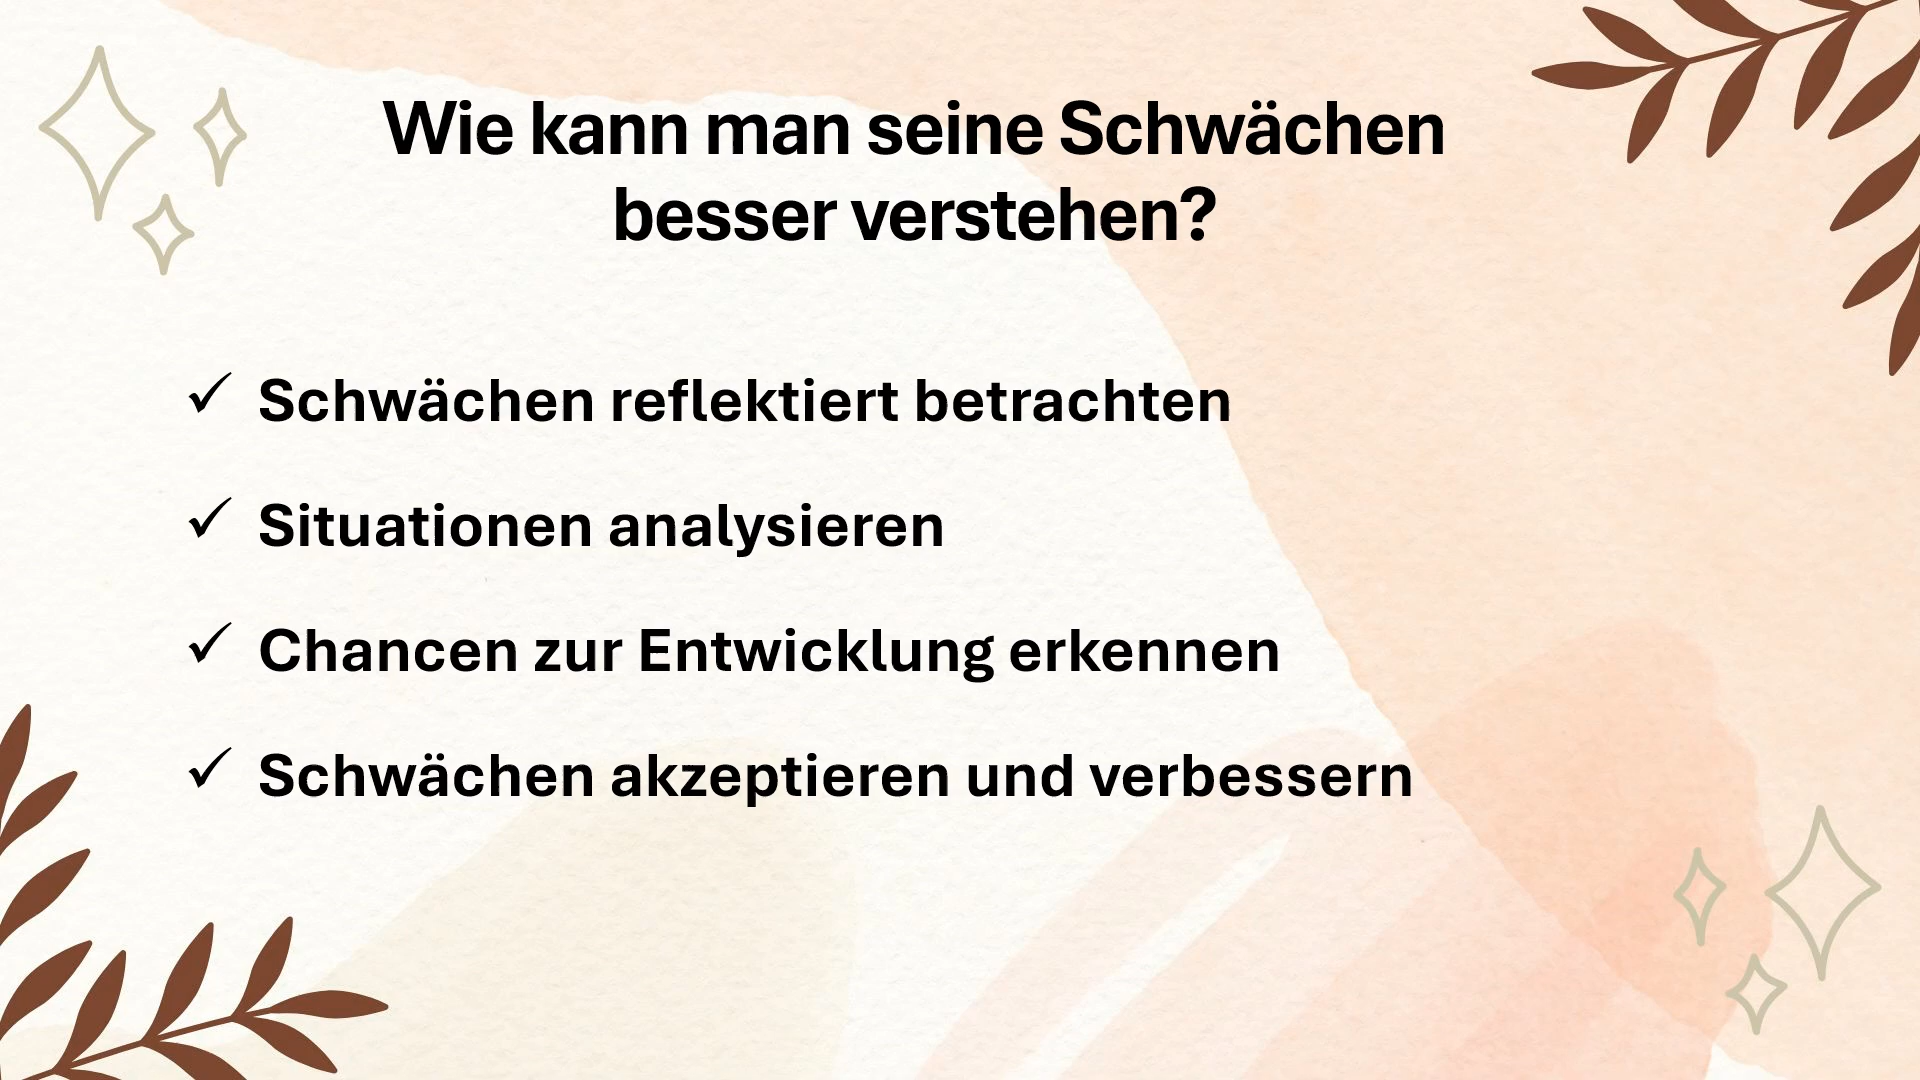 Wie kann man seine Schwächen
besser verstehen?
✓ Schwächen reflektiert betrachten
✓ Situationen analysieren
✓ Chancen zur Entwicklung erkennen
✓ Schwächen akzeptieren und verbessern